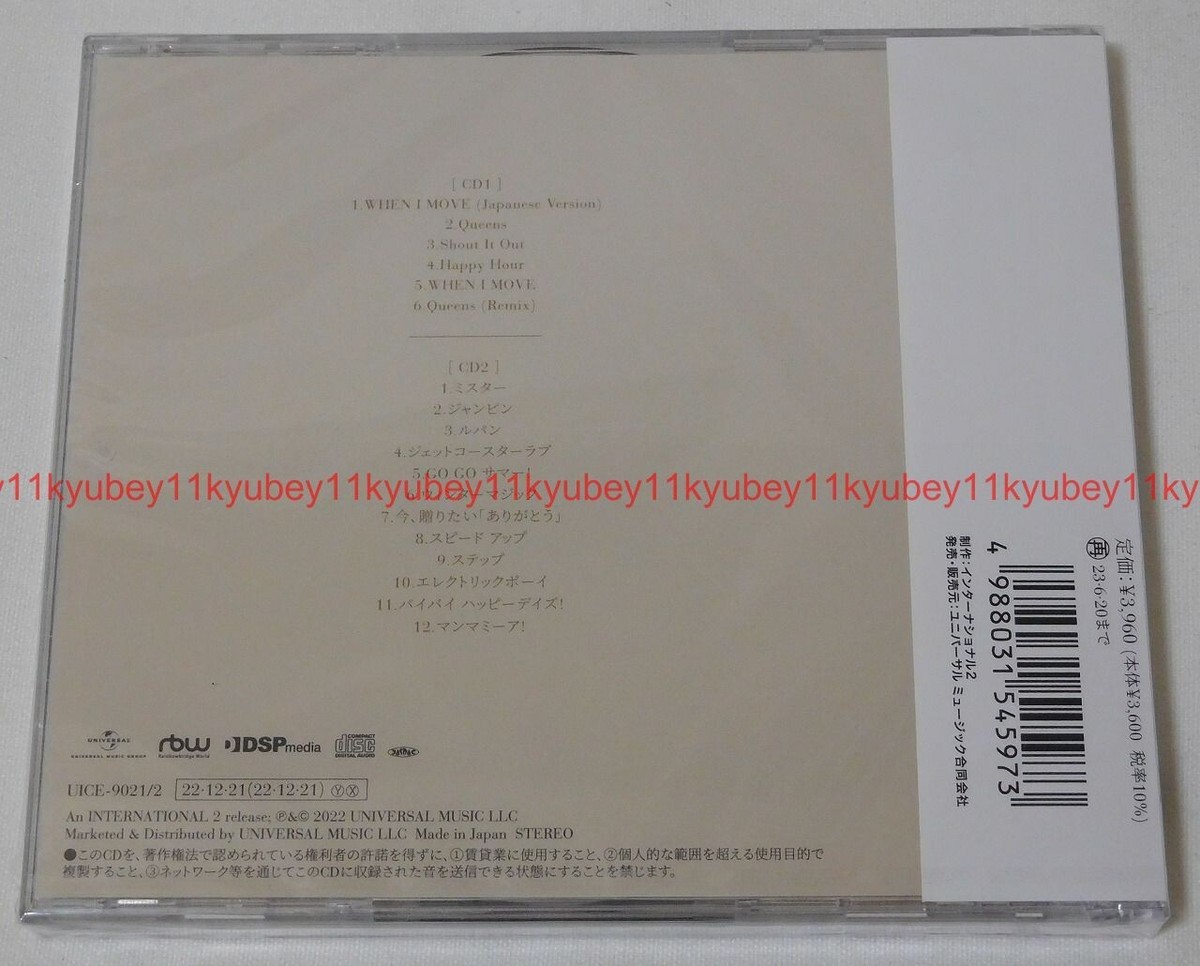 [ CD1 ]
1.WHEN I MOVE (Japanese Version)
2.Queens
3.Shout It Out
4.Happy Hour
5.WHEN I MOVE
6.Queens (Remix)
[ CD2 ]
1.ミスター
2.ジャンピン
3.ルパン
4.ジェットコースターラブ
5.GO GO サマー!
y11kyubey11kyubey11kyubey11kyubey11kyubey11kyubey11kyubey11ky
7.今、贈りたい「ありがとう」
8.スピード アップ
9.ステップ
10.エレクトリックボーイ
11.バイバイ ハッピーデイズ!
12.マンマミーア!
UNIVERSAL
UNIVERSAL MUSIC GROUP
rbw
Rainbowbridge World
DSPmedia
COMPACT
disc
DIGITAL AUDIO
UICE-9021/2 22・12・21(22・12・21) ⓎⓍ
An INTERNATIONAL 2 release; ℗&© 2022 UNIVERSAL MUSIC LLC
Marketed & Distributed by UNIVERSAL MUSIC LLC Made in Japan STEREO
●このCDを、著作権法で認められている権利者の許諾を得ずに、①賃貸業に使用すること、②個人的な範囲を超える使用目的で
複製すること、③ネットワーク等を通じてこのCDに収録された音を送信できる状態にすることを禁じます。
定価:¥3,960 (本体¥3,600 税率10%)
再 23・6・20まで
4 988031 545973
制作:インターナショナル2
発売・販売元:ユニバーサル ミュージック合同会社